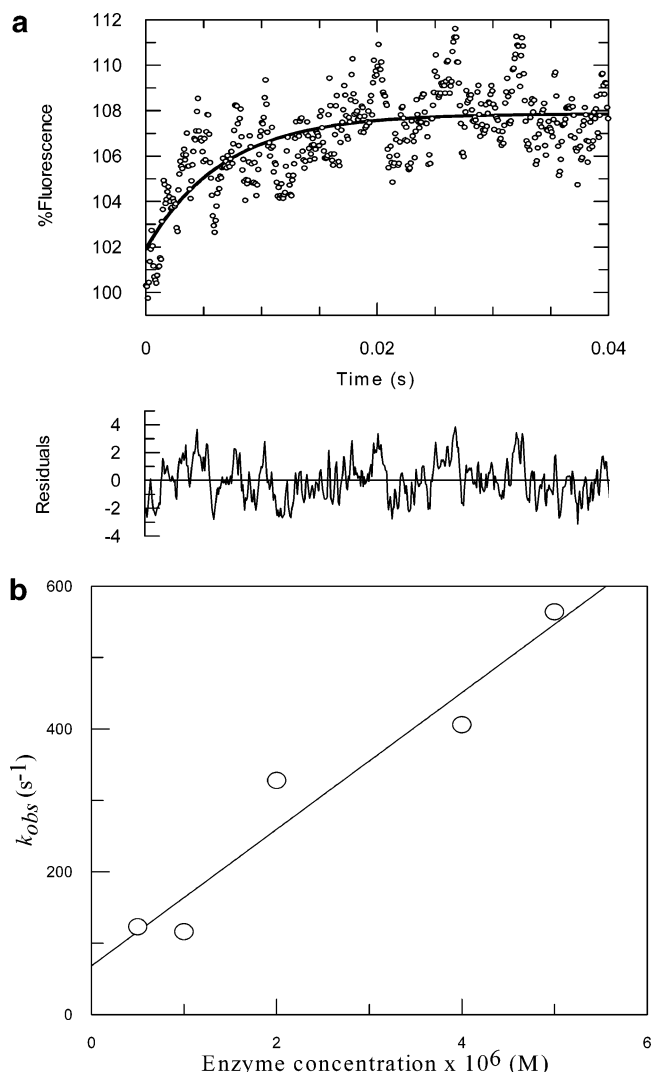 a
112
110
108
106
104
102
100
%Fluorescence
0 0.02 0.04
Time (s)
4
2
0
-2
-4
Residuals
b
600
400
200
0
kobs (s-1)
0 2 4 6
Enzyme concentration x 10⁶ (M)